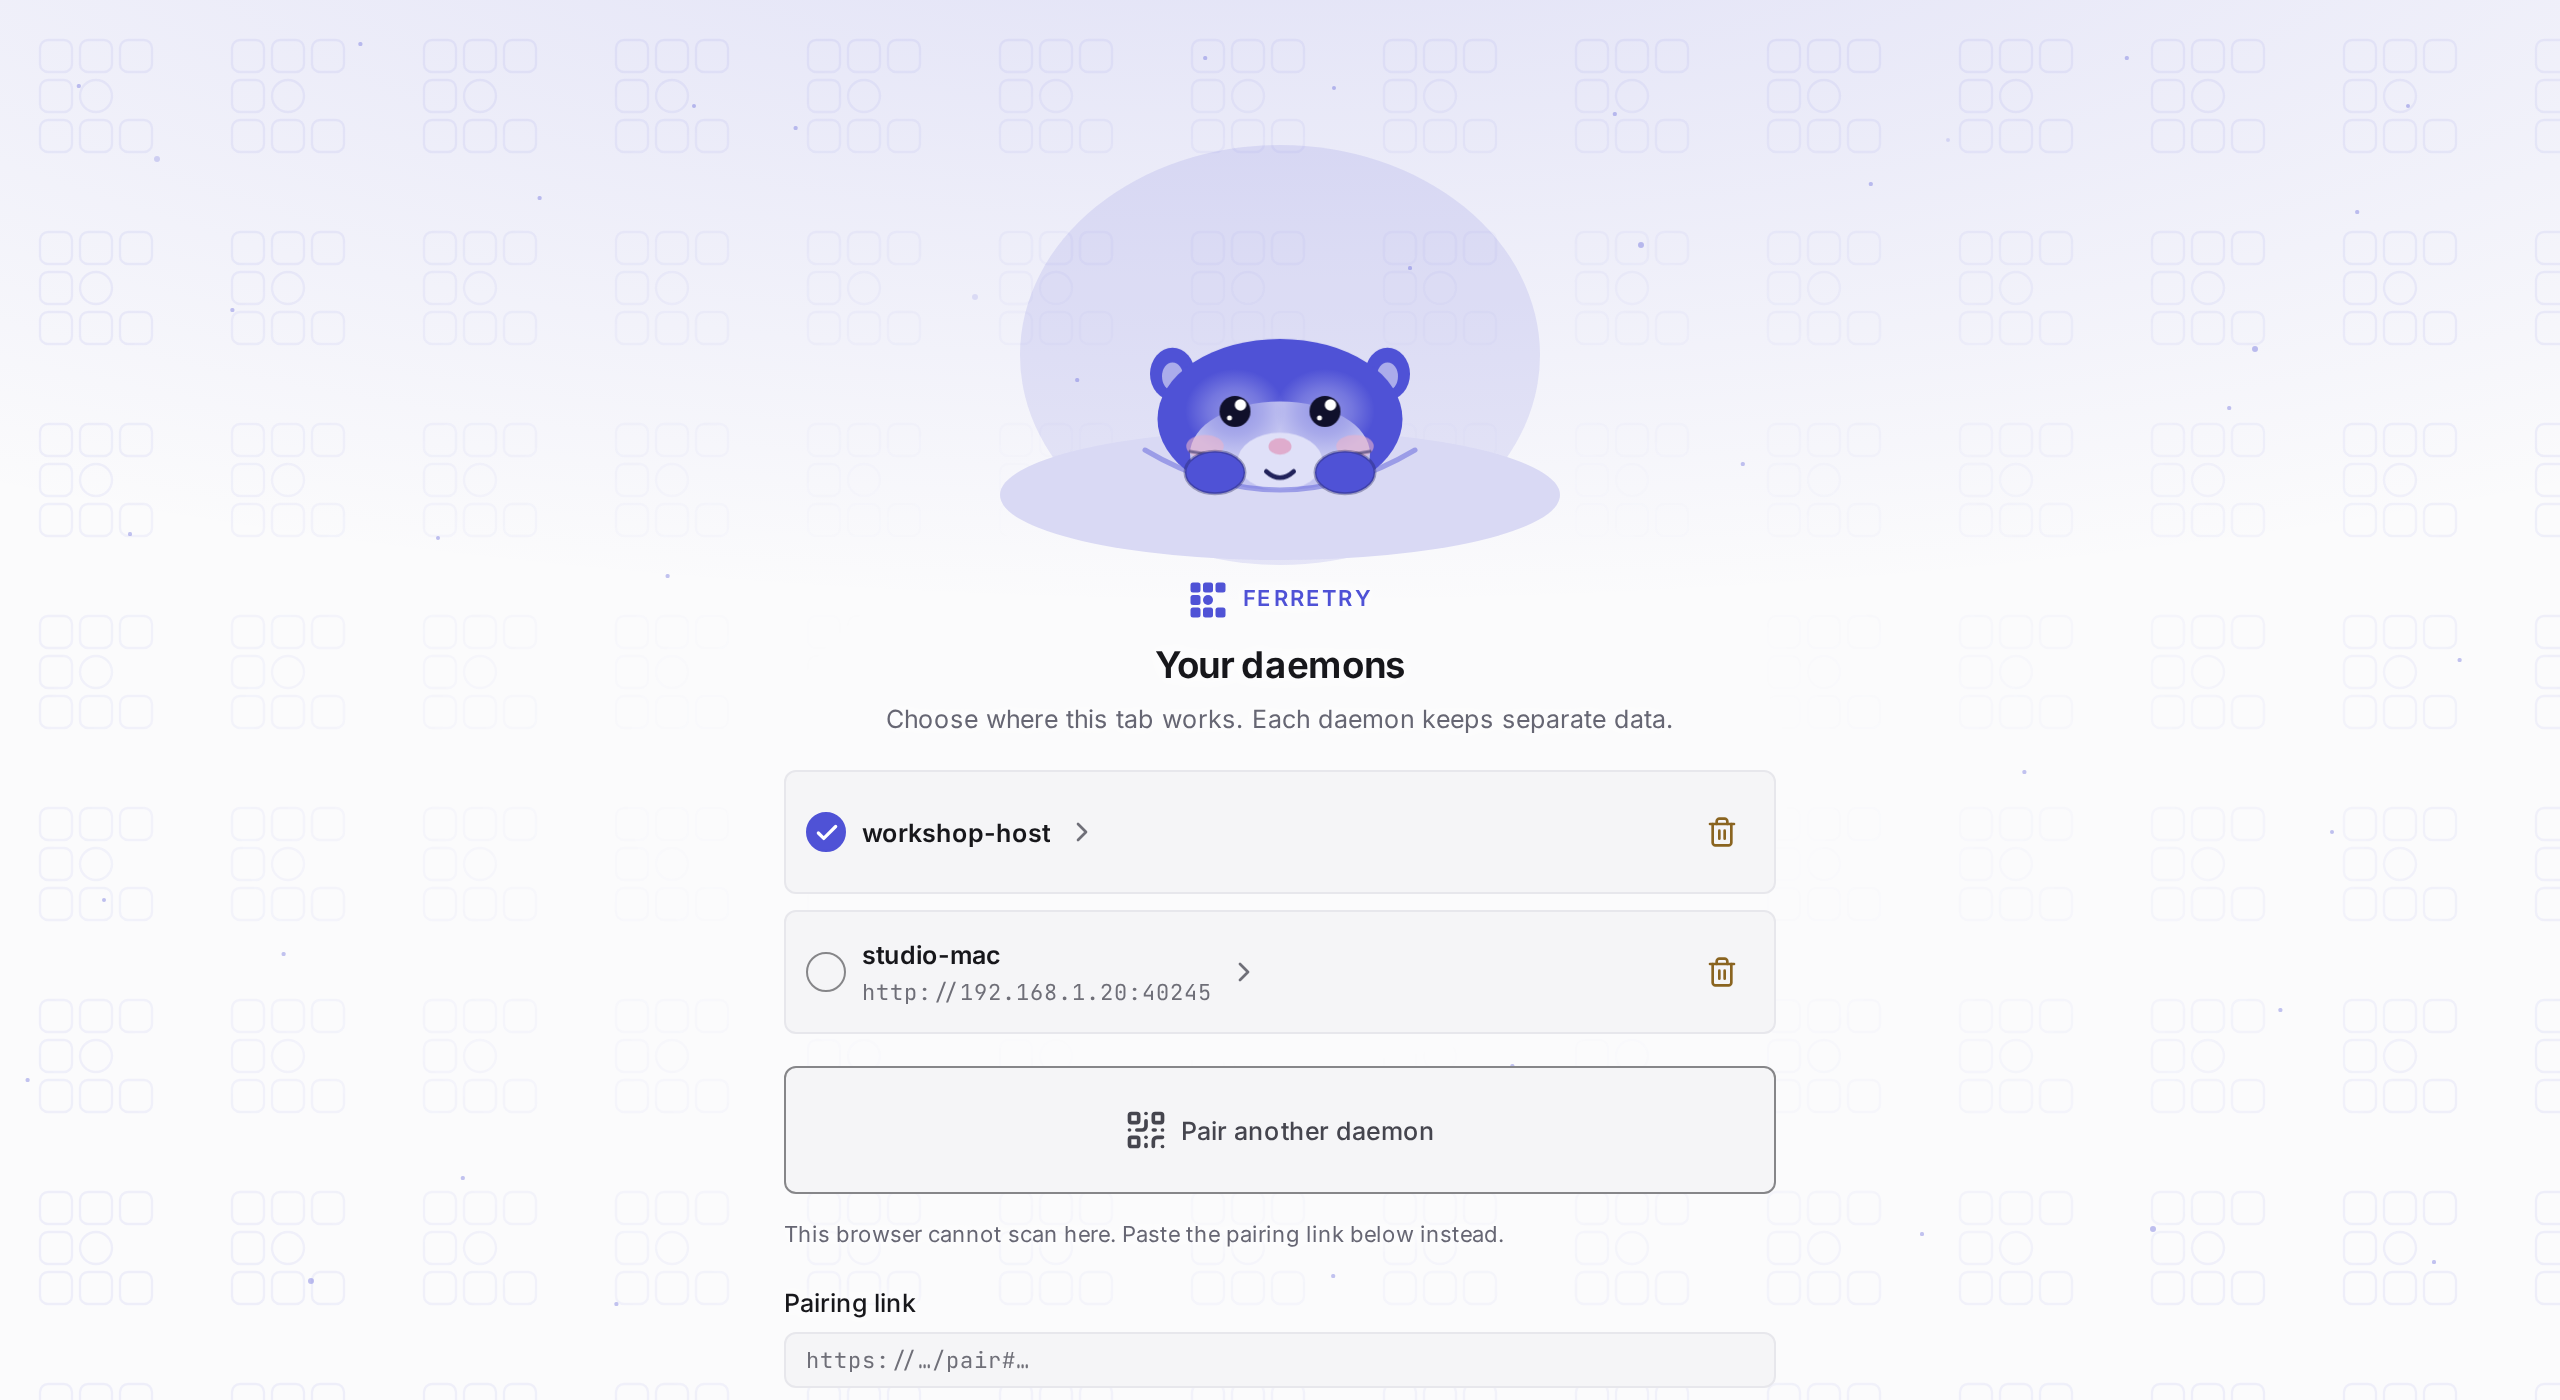 FERRETRY
Your daemons
Choose where this tab works. Each daemon keeps separate data.
workshop-host
studio-mac
http://192.168.1.20:40245
Pair another daemon
This browser cannot scan here. Paste the pairing link below instead.
Pairing link
https://…/pair#…